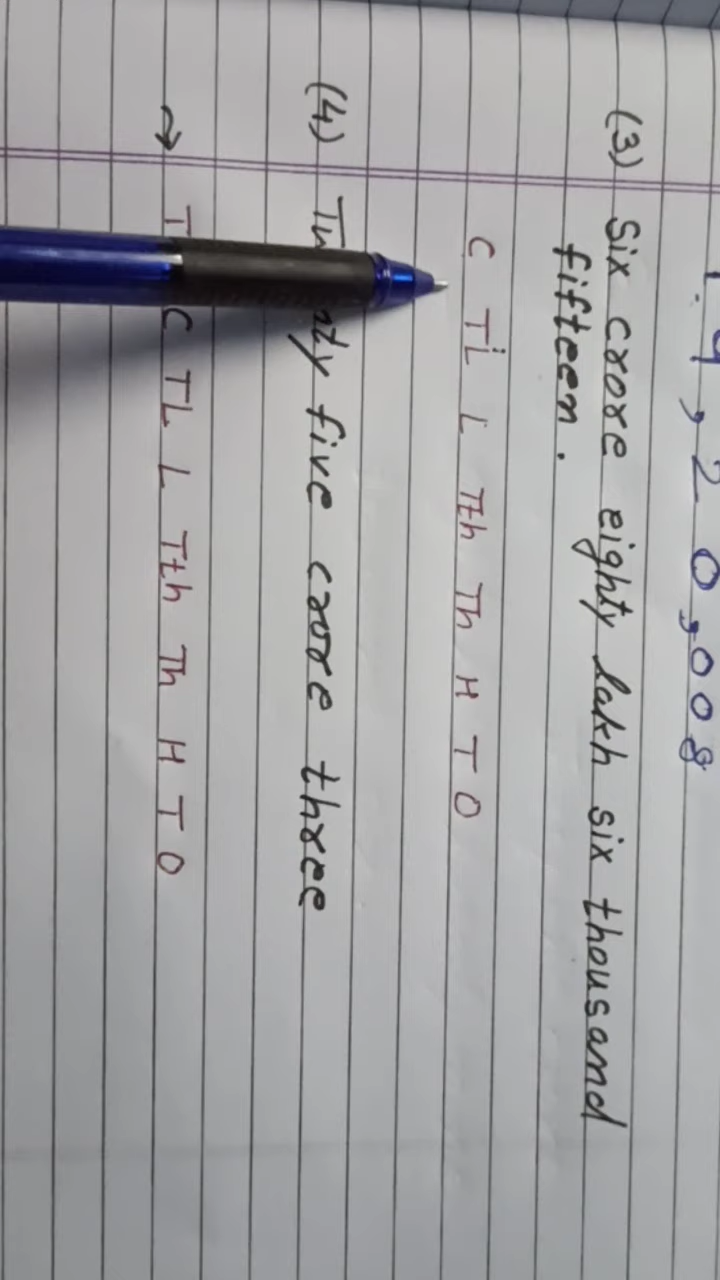 9,20,008
(3) Six crore eighty lakh six thousand
fifteen.
C TL L Tth Th H T O
(4) Twenty five crore three
→ C TL L Tth Th H T O